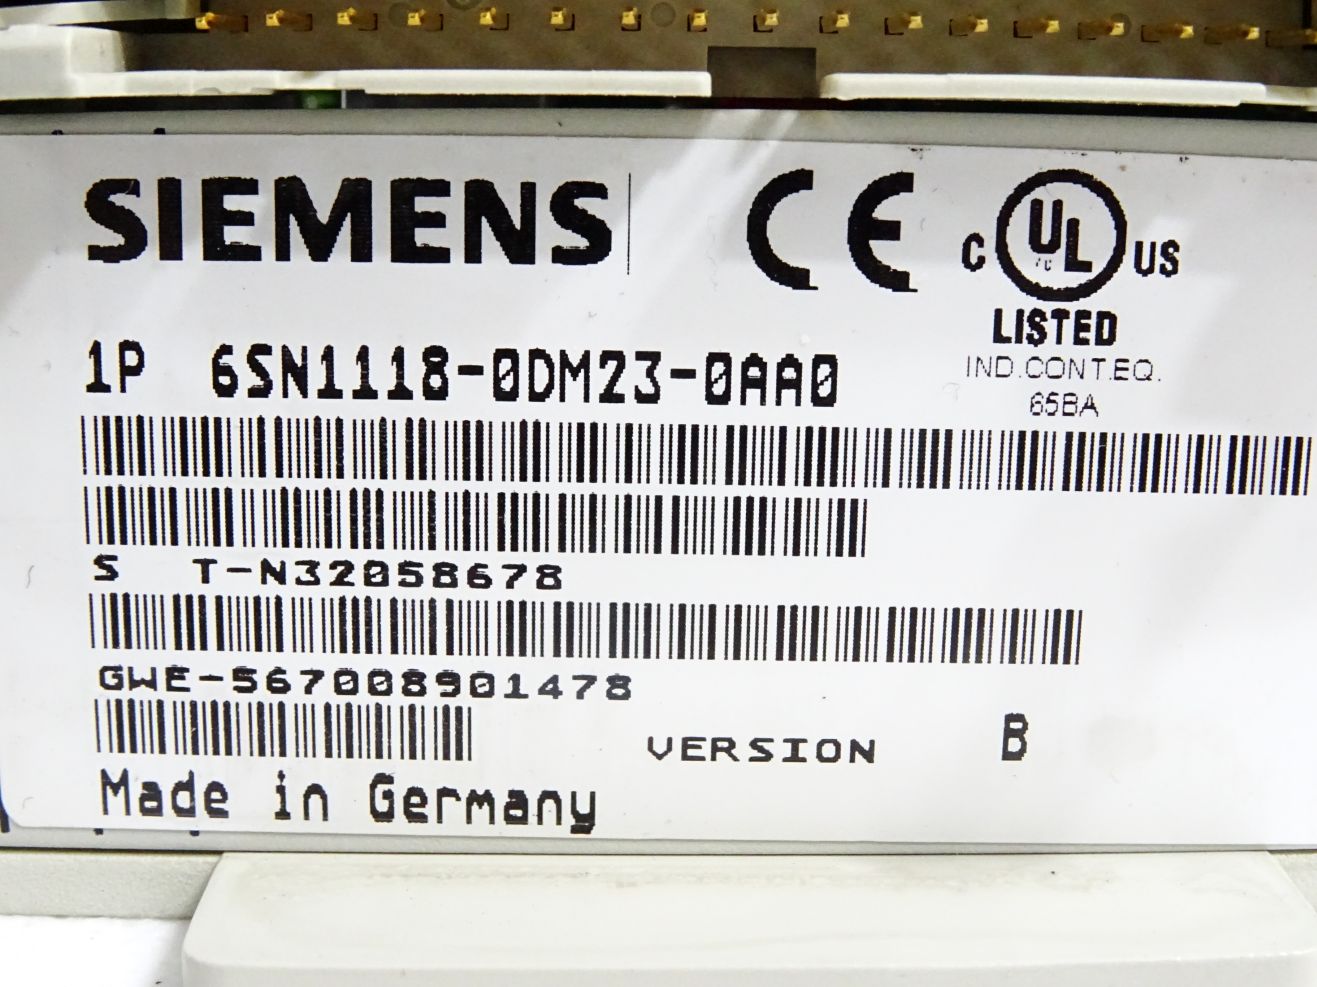 SIEMENS
CE
C UL US
LISTED
IND.CONT.EQ.
65BA
1P 6SN1118-0DM23-0AA0
S T-N32058678
GWE-567008901478
VERSION B
Made in Germany